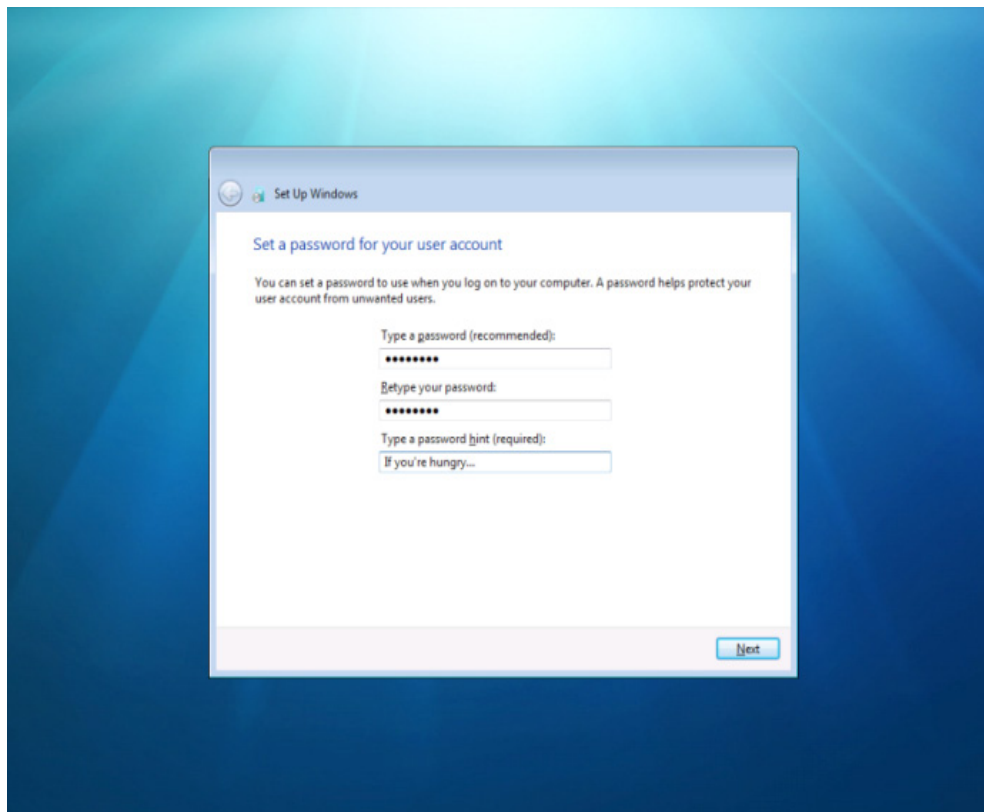 Set Up Windows
Set a password for your user account
You can set a password to use when you log on to your computer. A password helps protect your
user account from unwanted users.
Type a password (recommended):
••••••••
Retype your password:
••••••••
Type a password hint (required):
If you're hungry...
Next